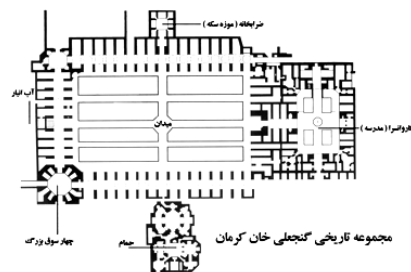 ضرابخانه ( موزه سکه )
آب انبار
میدان
کاروانسرا ( مدرسه )
چهار سوق بزرگ
حمام
مجموعه تاریخی گنجعلی خان کرمان